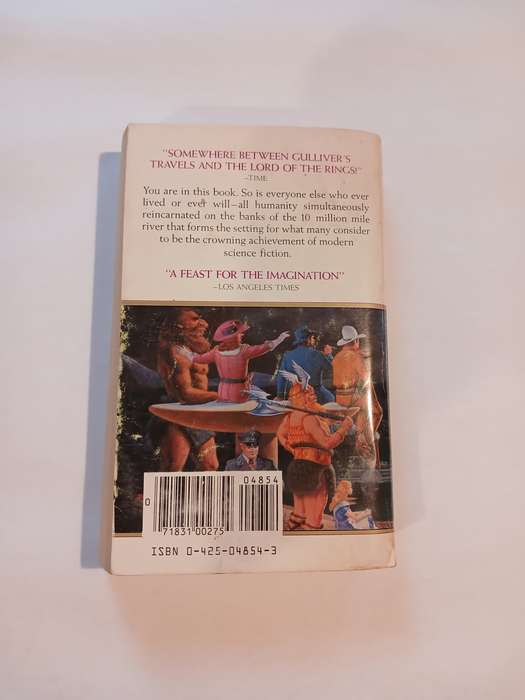 "SOMEWHERE BETWEEN GULLIVER'S
TRAVELS AND THE LORD OF THE RINGS!"
–TIME
You are in this book. So is everyone else who ever
lived or ever will—all humanity simultaneously
reincarnated on the banks of the 10 million mile
river that forms the setting for what many consider
to be the crowning achievement of modern
science fiction.
"A FEAST FOR THE IMAGINATION"
–LOS ANGELES TIMES
04854
0
71831 00275
ISBN 0-425-04854-3